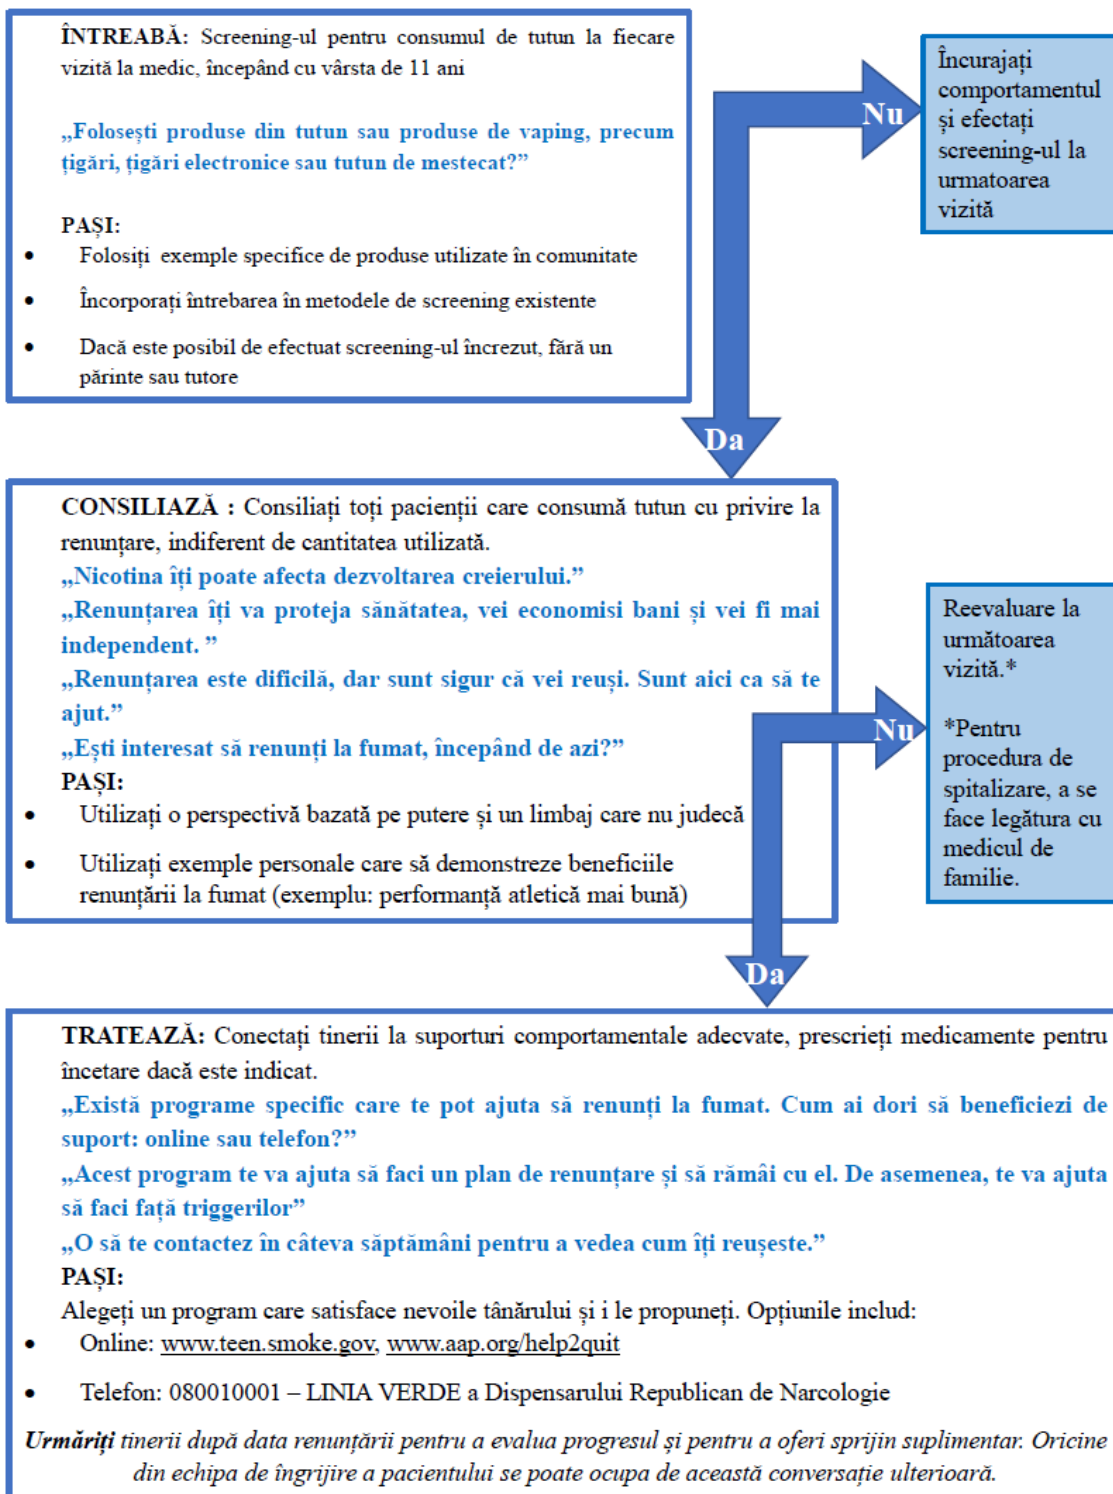 ÎNTREABĂ: Screening-ul pentru consumul de tutun la fiecare
vizită la medic, începând cu vârsta de 11 ani
„Folosești produse din tutun sau produse de vaping, precum
țigări, țigări electronice sau tutun de mestecat?”
PAȘI:
• Folosiți exemple specifice de produse utilizate în comunitate
• Încorporați întrebarea în metodele de screening existente
• Dacă este posibil de efectuat screening-ul încrezut, fără un
părinte sau tutore
Nu
Încurajați
comportamentul
și efectați
screening-ul la
urmatoarea
vizită
Da
CONSILIAZĂ : Consiliați toți pacienții care consumă tutun cu privire la
renunțare, indiferent de cantitatea utilizată.
„Nicotina îți poate afecta dezvoltarea creierului.”
„Renunțarea îți va proteja sănătatea, vei economisi bani și vei fi mai
independent. ”
„Renunțarea este dificilă, dar sunt sigur că vei reuși. Sunt aici ca să te
ajut.”
„Ești interesat să renunți la fumat, începând de azi?”
PAȘI:
• Utilizați o perspectivă bazată pe putere și un limbaj care nu judecă
• Utilizați exemple personale care să demonstreze beneficiile
renunțării la fumat (exemplu: performanță atletică mai bună)
Nu
Reevaluare la
următoarea
vizită.*
*Pentru
procedura de
spitalizare, a se
face legătura cu
medicul de
familie.
Da
TRATEAZĂ: Conectați tinerii la suporturi comportamentale adecvate, prescrieți medicamente pentru
încetare dacă este indicat.
„Există programe specific care te pot ajuta să renunți la fumat. Cum ai dori să beneficiezi de
suport: online sau telefon?”
„Acest program te va ajuta să faci un plan de renunțare și să rămâi cu el. De asemenea, te va ajuta
să faci față triggerilor”
„O să te contactez în câteva săptămâni pentru a vedea cum îți reușeste.”
PAȘI:
Alegeți un program care satisface nevoile tânărului și i le propuneți. Opțiunile includ:
• Online: www.teen.smoke.gov, www.aap.org/help2quit
• Telefon: 080010001 – LINIA VERDE a Dispensarului Republican de Narcologie
Urmăriți tinerii după data renunțării pentru a evalua progresul și pentru a oferi sprijin suplimentar. Oricine
din echipa de îngrijire a pacientului se poate ocupa de această conversație ulterioară.